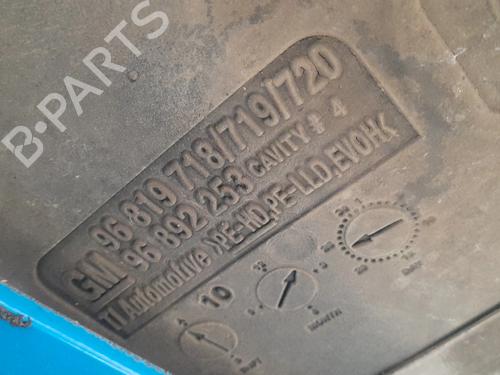 B-PARTS
GM 96 819 718/719/720
96 892 253 CAVITY # 4
TI Automotive >PE-HD,PE-LLD,EVOH<
10